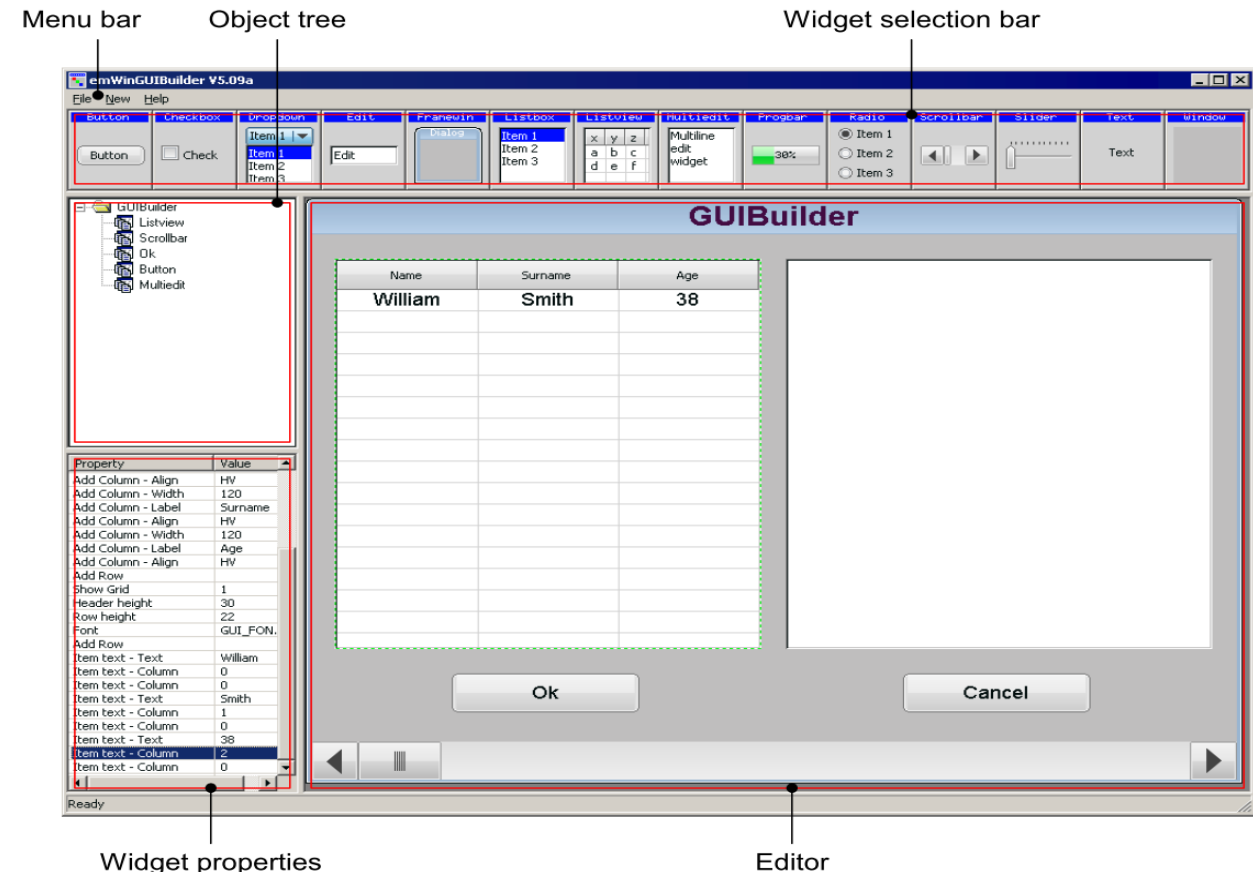 Menu bar Object tree Widget selection bar
emWinGUIBuilder V5.09a
File New Help
Button Checkbox Dropdown Edit Framewin Listbox Listview Multiedit Progbar Radio Scrollbar Slider Text Window
Button
Check
Item 1
Item 1
Item 2
Item 3
Edit
Dialog
Item 1
Item 2
Item 3
x y z
a b c
d e f
Multiline
edit
widget
30%
Item 1
Item 2
Item 3
Text
GUIBuilder
Listview
Scrollbar
Ok
Button
Multiedit
Property Value
Add Column - Align HV
Add Column - Width 120
Add Column - Label Surname
Add Column - Align HV
Add Column - Width 120
Add Column - Label Age
Add Column - Align HV
Add Row
Show Grid 1
Header height 30
Row height 22
Font GUI_FON.
Add Row
Item text - Text William
Item text - Column 0
Item text - Column 0
Item text - Text Smith
Item text - Column 1
Item text - Column 0
Item text - Text 38
Item text - Column 2
Item text - Column 0
GUIBuilder
Name Surname Age
William Smith 38
Ok Cancel
Ready
Widget properties Editor